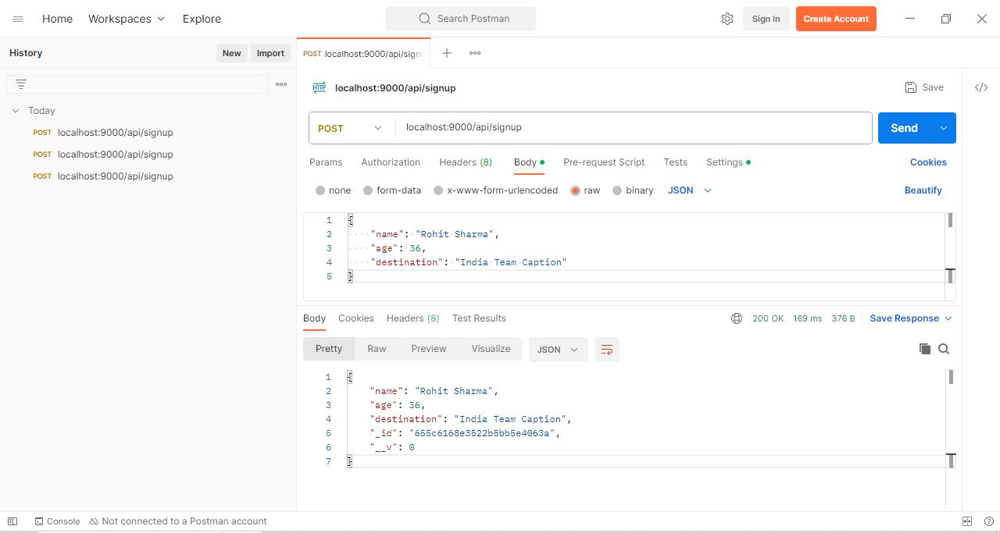 Home Workspaces Explore Search Postman Sign In Create Account
History New Import
POST localhost:9000/api/sign
HTTP localhost:9000/api/signup Save </>
Today
POST localhost:9000/api/signup
POST localhost:9000/api/signup
POST localhost:9000/api/signup
POST localhost:9000/api/signup Send
Params Authorization Headers (8) Body Pre-request Script Tests Settings Cookies
none form-data x-www-form-urlencoded raw binary JSON Beautify
1 {
2 "name": "Rohit Sharma",
3 "age": 36,
4 "destination": "India Team Caption"
5 }
Body Cookies Headers (8) Test Results 200 OK 169 ms 376 B Save Response
Pretty Raw Preview Visualize JSON
1 {
2 "name": "Rohit Sharma",
3 "age": 36,
4 "destination": "India Team Caption",
5 "_id": "655c6168e3522b5bb5e4063a",
6 "__v": 0
7 }
Console Not connected to a Postman account